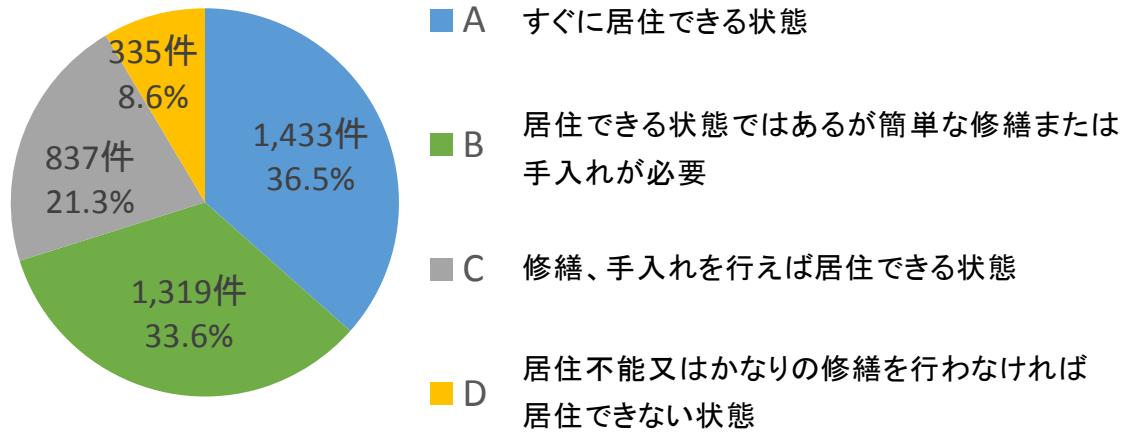 335件
8.6%
1,433件
36.5%
837件
21.3%
1,319件
33.6%
A すぐに居住できる状態
B 居住できる状態ではあるが簡単な修繕または
手入れが必要
C 修繕、手入れを行えば居住できる状態
D 居住不能又はかなりの修繕を行わなければ
居住できない状態